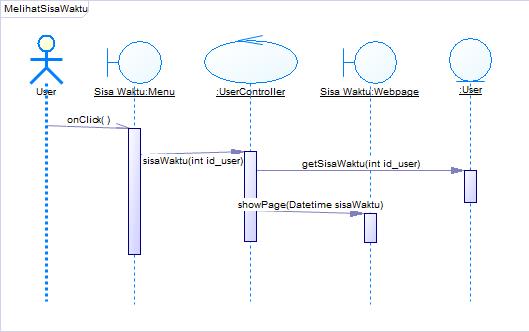 MelihatSisaWaktu
User
Sisa Waktu:Menu
:UserController
Sisa Waktu:Webpage
:User
onClick( )
sisaWaktu(int id_user)
getSisaWaktu(int id_user)
showPage(Datetime sisaWaktu)